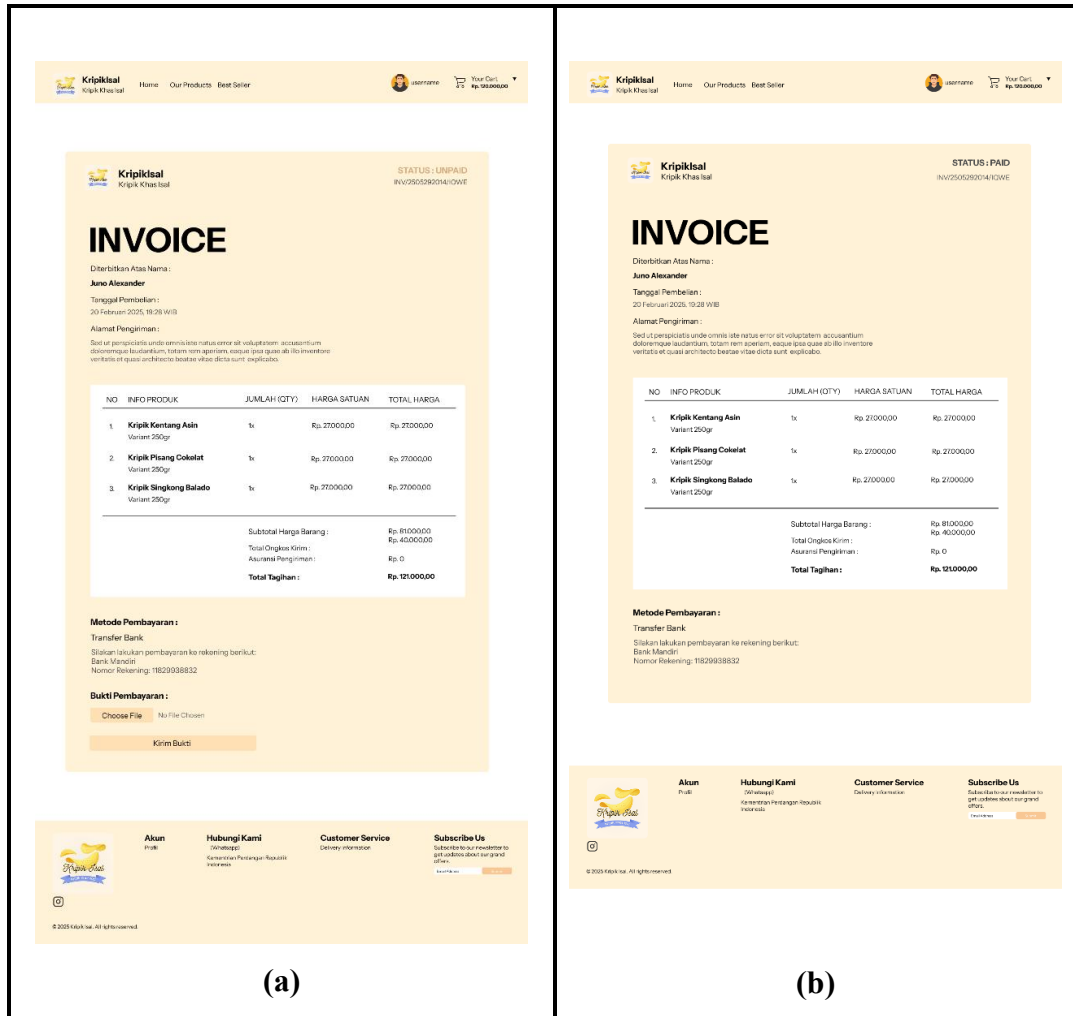 KripikIsal
Kripik Khas Isal
Home Our Products Best Seller
username
Your Cart ▼
Rp. 120.000,00
KripikIsal
Kripik Khas Isal
STATUS : UNPAID
INV/2505292014/IQWE
INVOICE
Diterbitkan Atas Nama :
Juno Alexander
Tanggal Pembelian :
20 Februari 2025, 19:28 WIB
Alamat Pengiriman :
Sed ut perspiciatis unde omnis iste natus error sit voluptatem accusantium
doloremque laudantium, totam rem aperiam, eaque ipsa quae ab illo inventore
veritatis et quasi architecto beatae vitae dicta sunt explicabo.
NO INFO PRODUK JUMLAH (QTY) HARGA SATUAN TOTAL HARGA
1. Kripik Kentang Asin 1x Rp. 27.000,00 Rp. 27.000,00
Variant 250gr
2. Kripik Pisang Cokelat 1x Rp. 27.000,00 Rp. 27.000,00
Variant 250gr
3. Kripik Singkong Balado 1x Rp. 27.000,00 Rp. 27.000,00
Variant 250gr
Subtotal Harga Barang : Rp. 81.000,00
Total Ongkos Kirim : Rp. 40.000,00
Asuransi Pengiriman : Rp. 0
Total Tagihan : Rp. 121.000,00
Metode Pembayaran :
Transfer Bank
Silakan lakukan pembayaran ke rekening berikut:
Bank Mandiri
Nomor Rekening: 11829938832
Bukti Pembayaran :
Choose File No File Chosen
Kirim Bukti
Kripik Isal
Akun
Profil
Hubungi Kami
(Whatsapp)
Kementrian Perdangan Republik
Indonesia
Customer Service
Delivery information
Subscribe Us
Subscribe to our newsletter to
get updates about our grand
offers.
Email Address
© 2025 Kripik Isal. All rights reserved.
(a)
KripikIsal
Kripik Khas Isal
Home Our Products Best Seller
username
Your Cart ▼
Rp. 120.000,00
KripikIsal
Kripik Khas Isal
STATUS : PAID
INV/2505292014/IQWE
INVOICE
Diterbitkan Atas Nama :
Juno Alexander
Tanggal Pembelian :
20 Februari 2025, 19:28 WIB
Alamat Pengiriman :
Sed ut perspiciatis unde omnis iste natus error sit voluptatem accusantium
doloremque laudantium, totam rem aperiam, eaque ipsa quae ab illo inventore
veritatis et quasi architecto beatae vitae dicta sunt explicabo.
NO INFO PRODUK JUMLAH (QTY) HARGA SATUAN TOTAL HARGA
1. Kripik Kentang Asin 1x Rp. 27.000,00 Rp. 27.000,00
Variant 250gr
2. Kripik Pisang Cokelat 1x Rp. 27.000,00 Rp. 27.000,00
Variant 250gr
3. Kripik Singkong Balado 1x Rp. 27.000,00 Rp. 27.000,00
Variant 250gr
Subtotal Harga Barang : Rp. 81.000,00
Total Ongkos Kirim : Rp. 40.000,00
Asuransi Pengiriman : Rp. 0
Total Tagihan : Rp. 121.000,00
Metode Pembayaran :
Transfer Bank
Silakan lakukan pembayaran ke rekening berikut:
Bank Mandiri
Nomor Rekening: 11829938832
Kripik Isal
Akun
Profil
Hubungi Kami
(Whatsapp)
Kementrian Perdangan Republik
Indonesia
Customer Service
Delivery information
Subscribe Us
Subscribe to our newsletter to
get updates about our grand
offers.
Email Address
© 2025 Kripik Isal. All rights reserved.
(b)